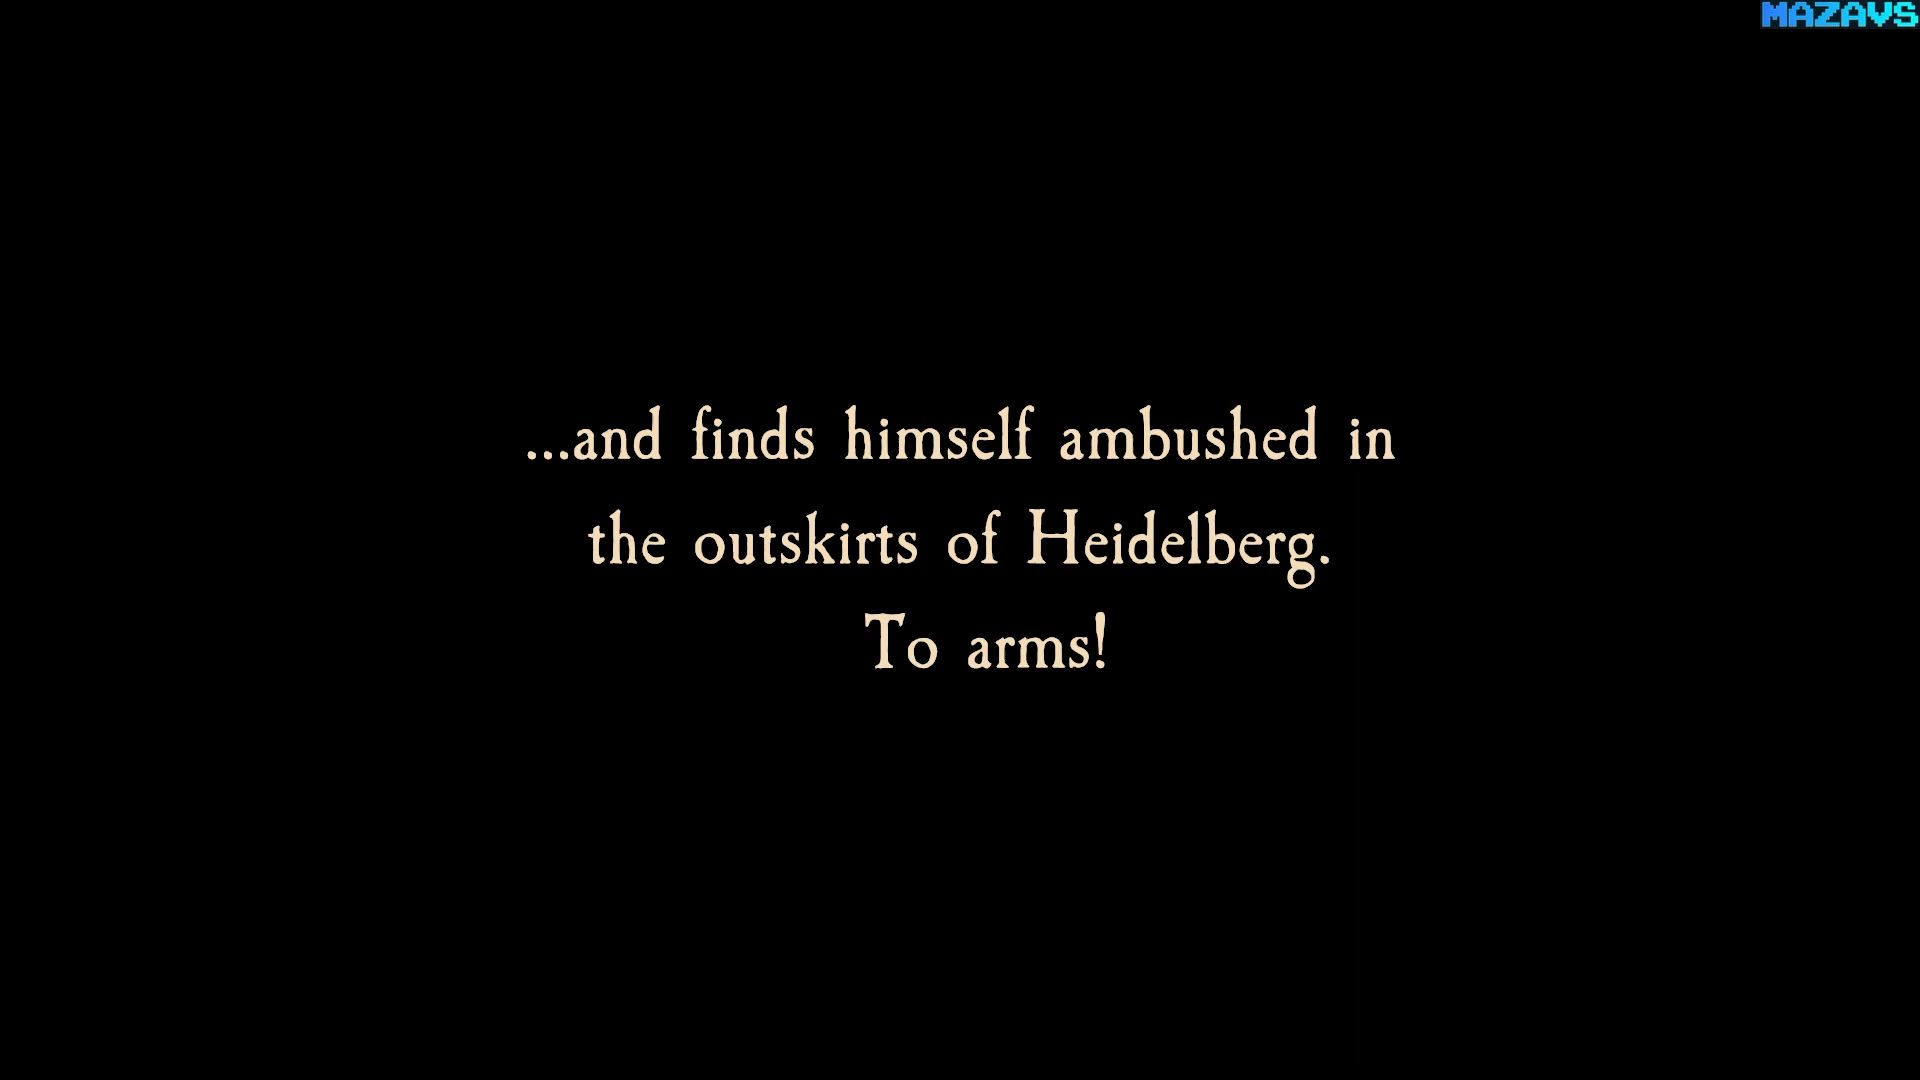 MAZAVS
...and finds himself ambushed in
the outskirts of Heidelberg.
To arms!